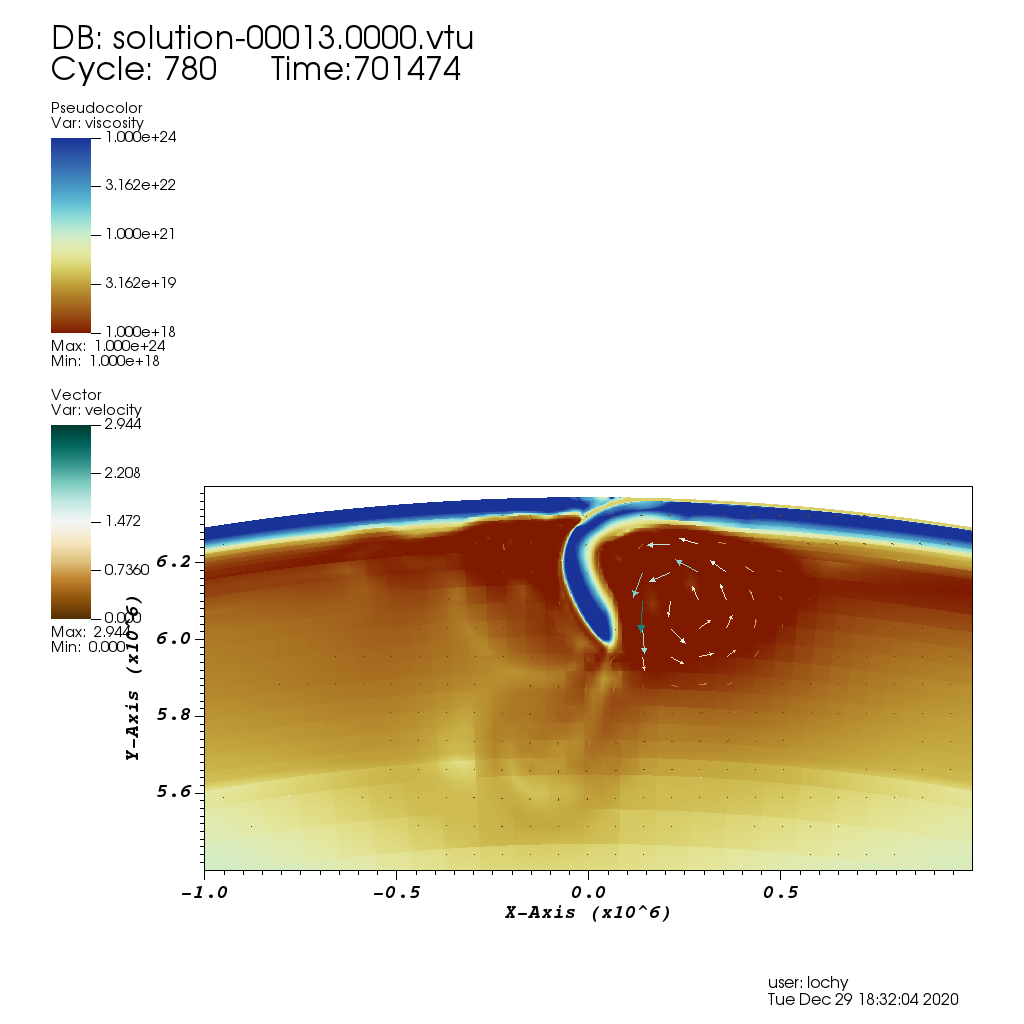 DB: solution-00013.0000.vtu
Cycle: 780 Time:701474
Pseudocolor
Var: viscosity
1.000e+24
3.162e+22
1.000e+21
3.162e+19
1.000e+18
Max: 1.000e+24
Min: 1.000e+18
Vector
Var: velocity
2.944
2.208
1.472
0.7360
0.000
Max: 2.944
Min: 0.000
Y-Axis (x10^6)
6.2
6.0
5.8
5.6
-1.0 -0.5 0.0 0.5
X-Axis (x10^6)
user: lochy
Tue Dec 29 18:32:04 2020